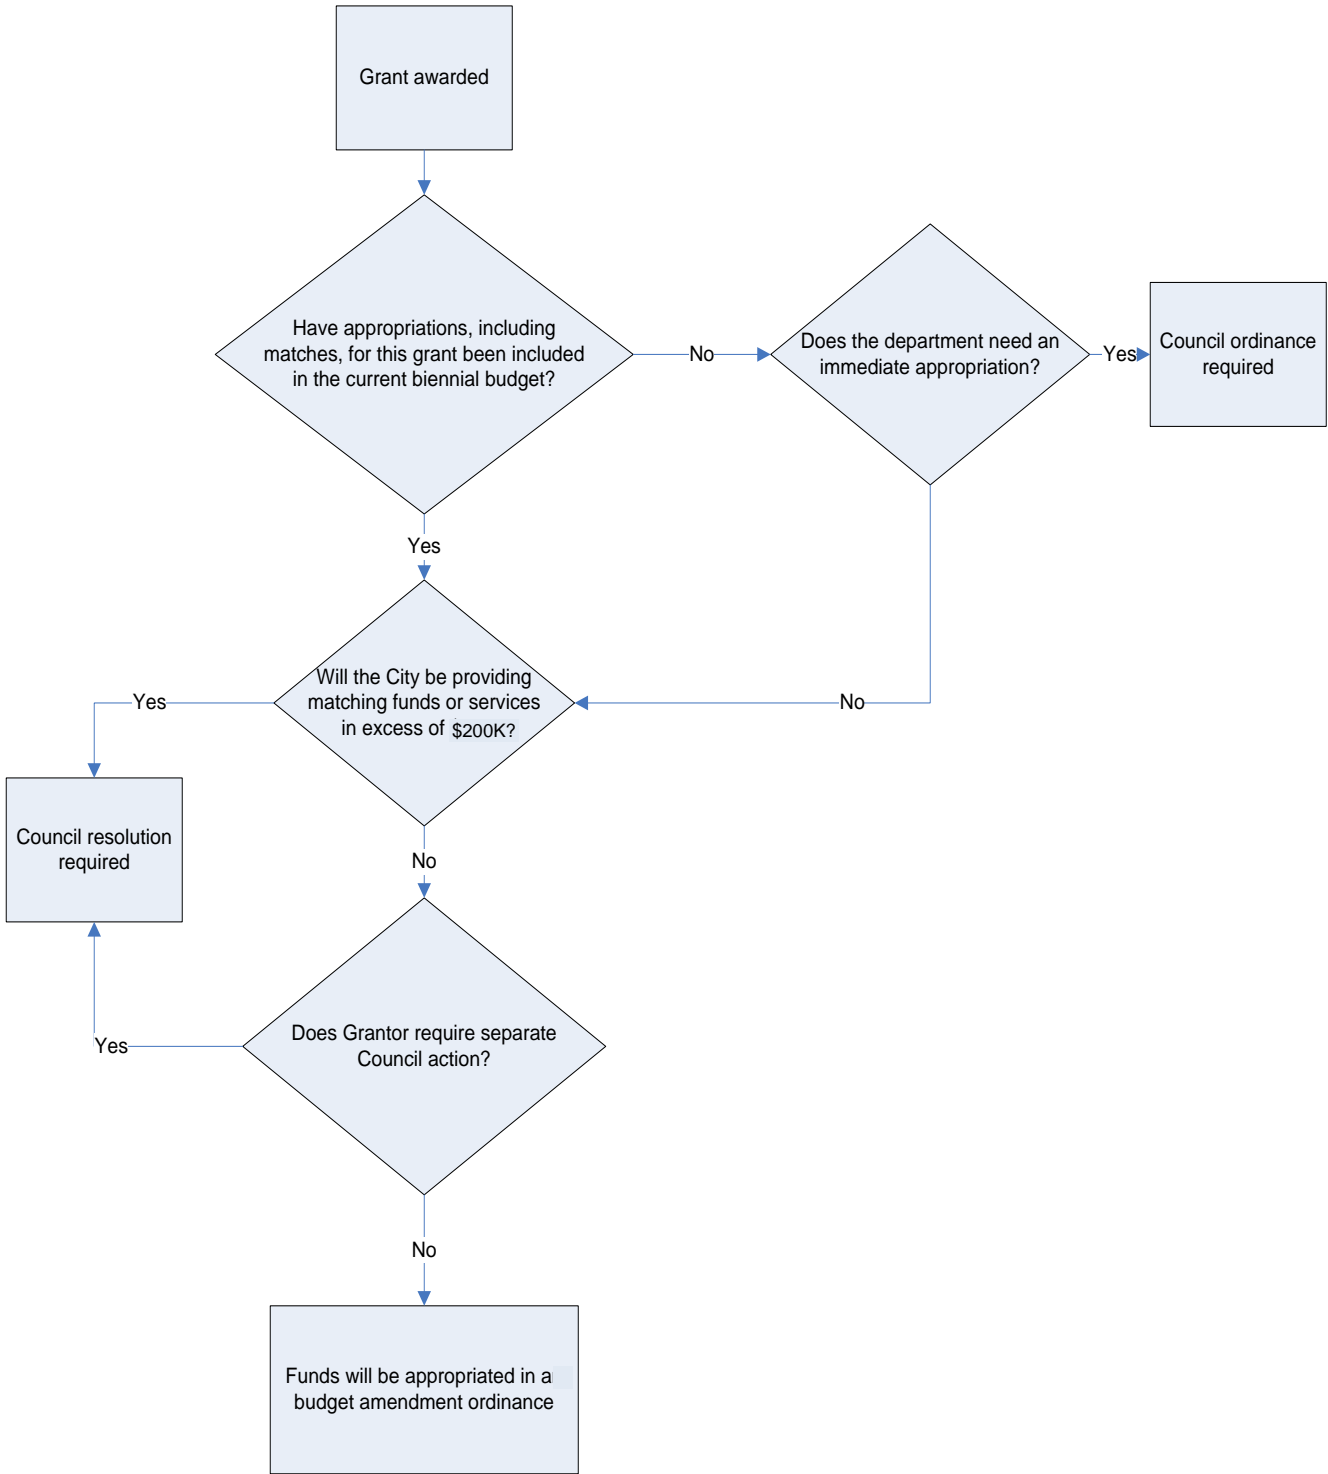 Grant awarded
Have appropriations, including
matches, for this grant been included
in the current biennial budget?
No
Does the department need an
immediate appropriation?
Yes
Council ordinance
required
Yes
Will the City be providing
matching funds or services
in excess of $200K?
Yes
No
Council resolution
required
No
Does Grantor require separate
Council action?
Yes
No
Funds will be appropriated in a
budget amendment ordinance